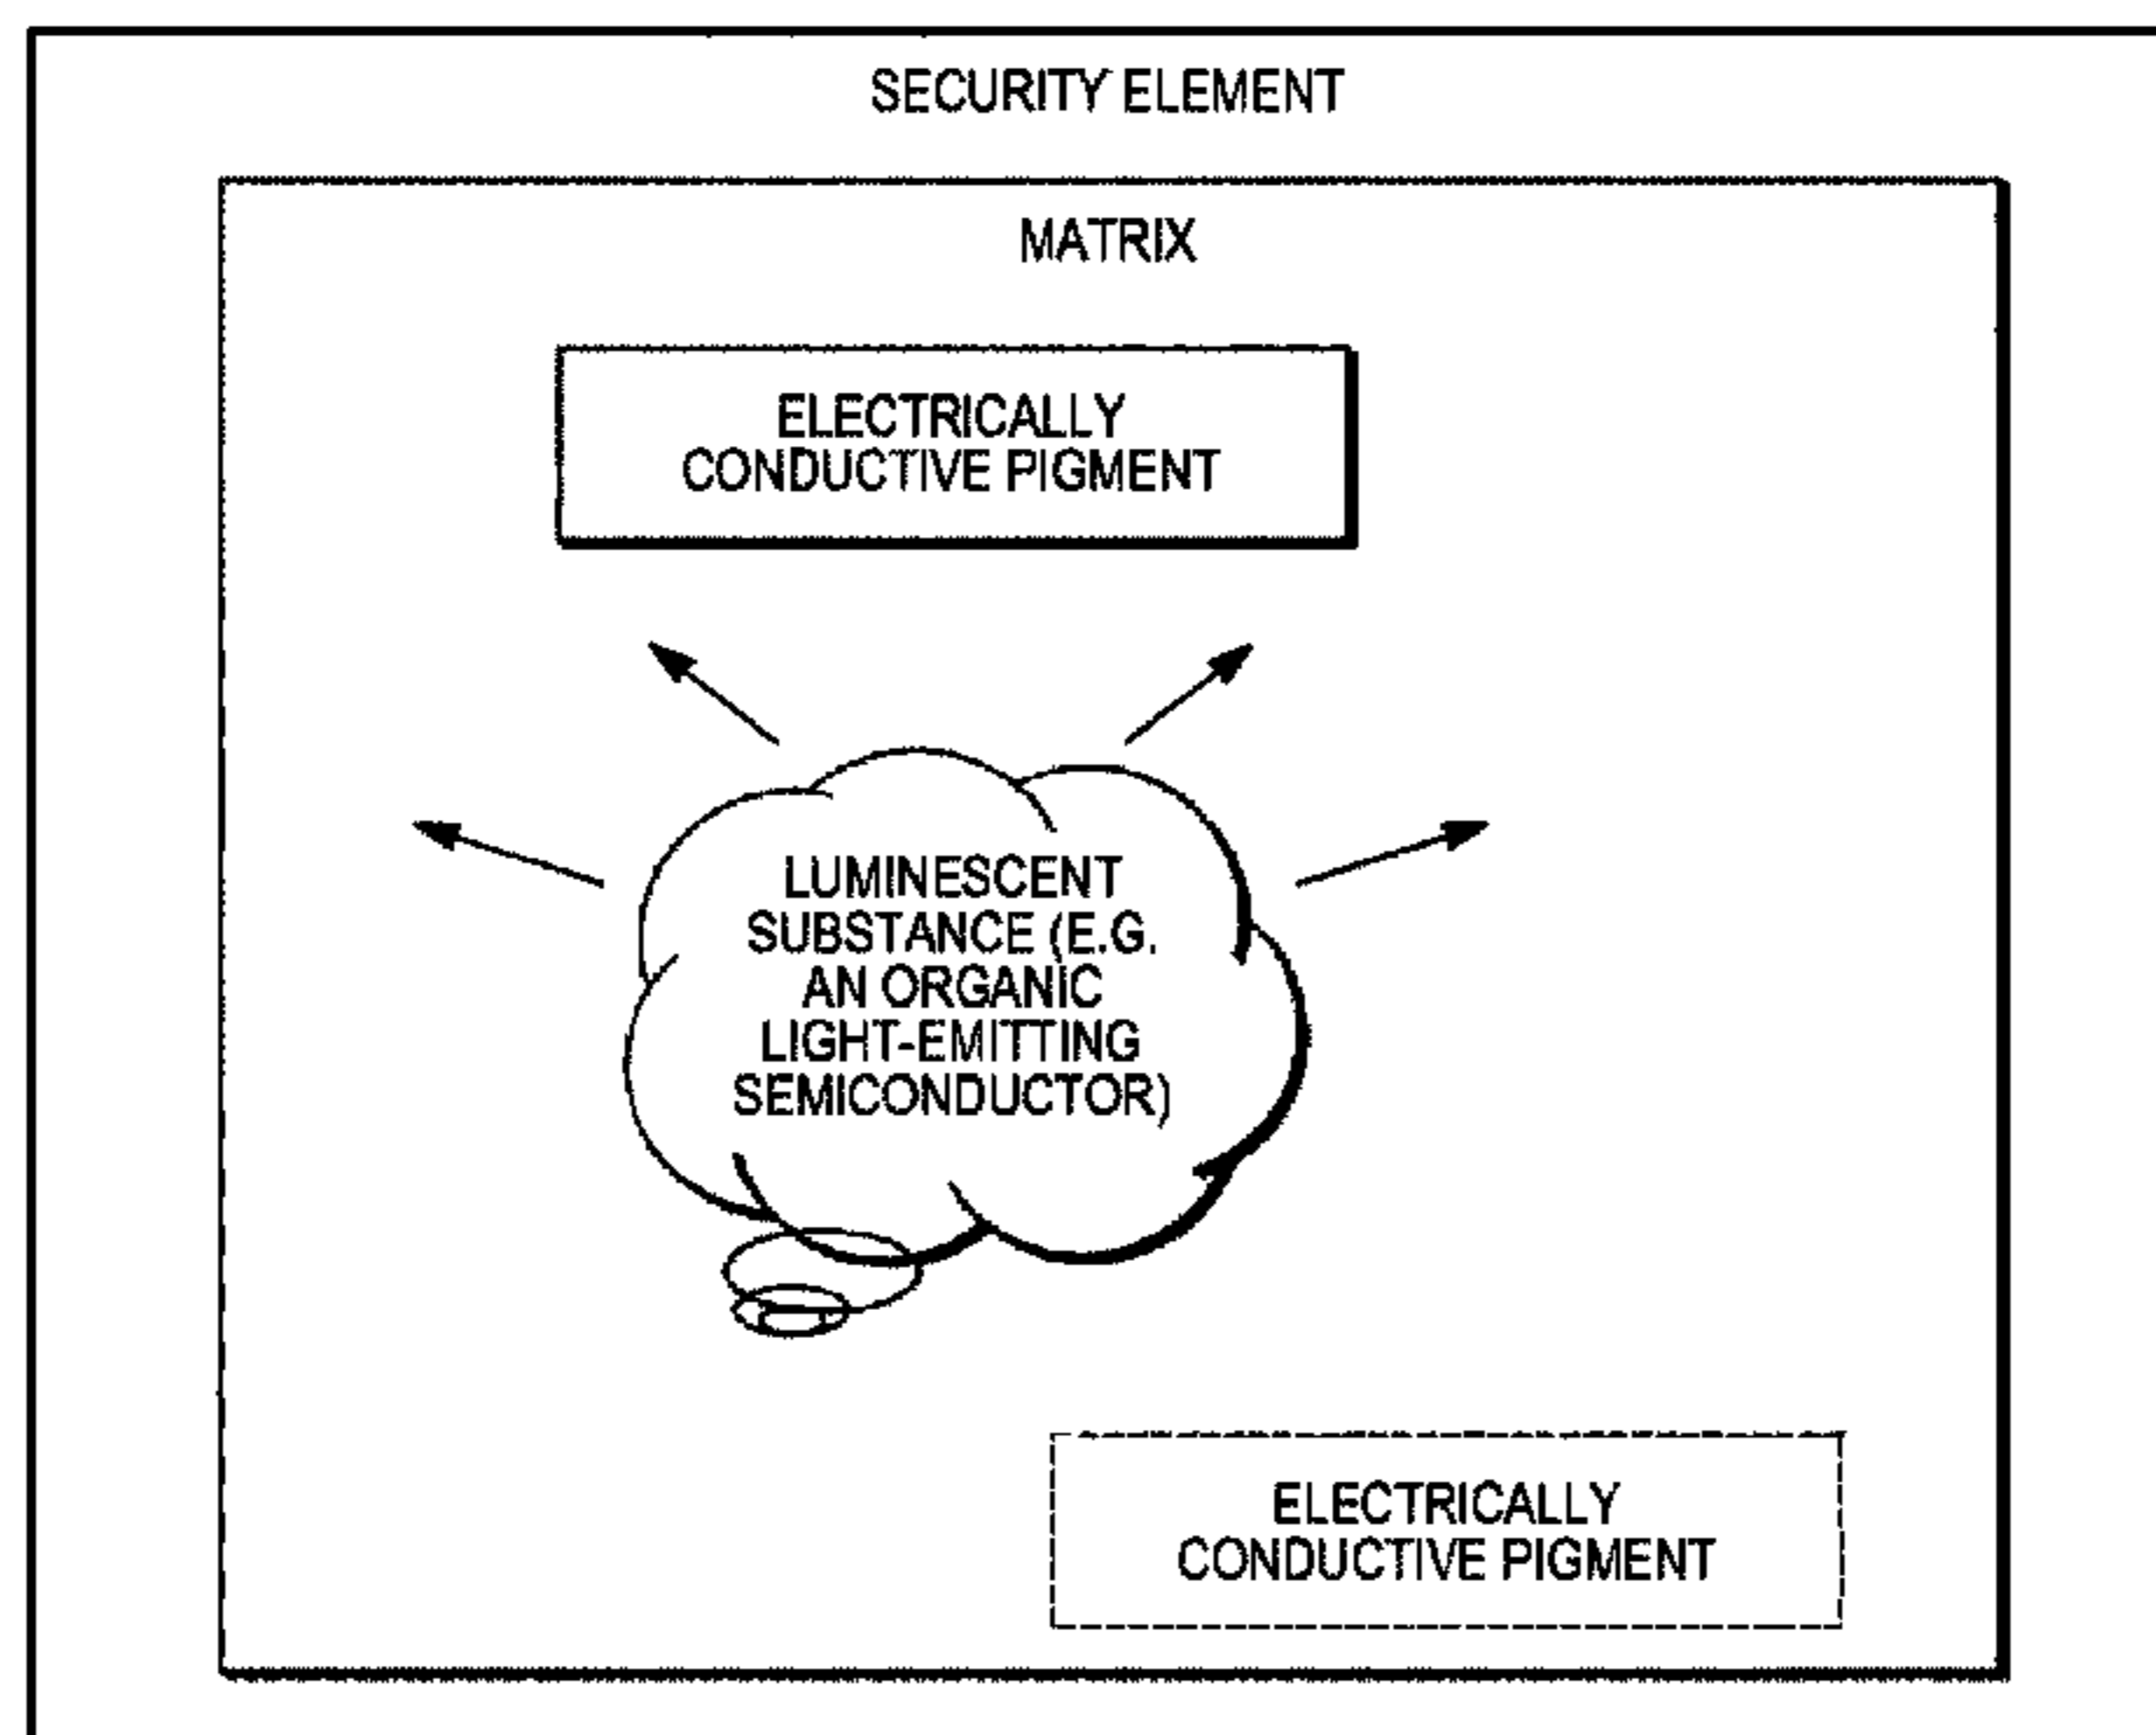 SECURITY ELEMENT
MATRIX
ELECTRICALLY
CONDUCTIVE PIGMENT
LUMINESCENT
SUBSTANCE (E.G.
AN ORGANIC
LIGHT-EMITTING
SEMICONDUCTOR)
ELECTRICALLY
CONDUCTIVE PIGMENT